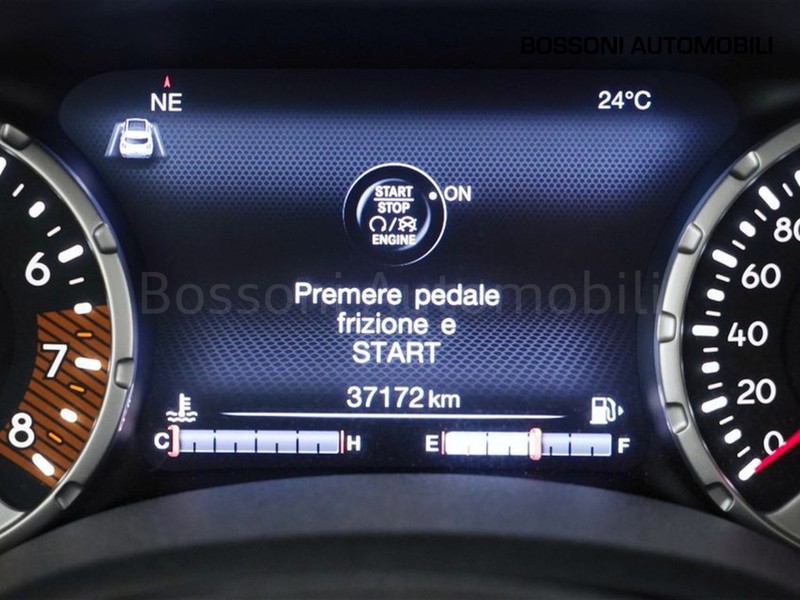 BOSSONI AUTOMOBILI
NE
24°C
START
STOP
ENGINE
ON
Bossoni Automobili
Premere pedale
frizione e
START
37172 km
C H
E F
6
7
8
80
60
40
20
0